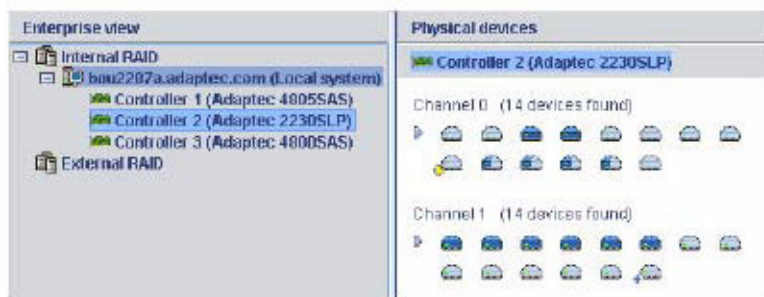 Enterprise view
Internal RAID
bou2287a.adaptec.com (Local system)
Controller 1 (Adaptec 4805SAS)
Controller 2 (Adaptec 2230SLP)
Controller 3 (Adaptec 4800SAS)
External RAID
Physical devices
Controller 2 (Adaptec 2230SLP)
Channel 0 (14 devices found)
Channel 1 (14 devices found)